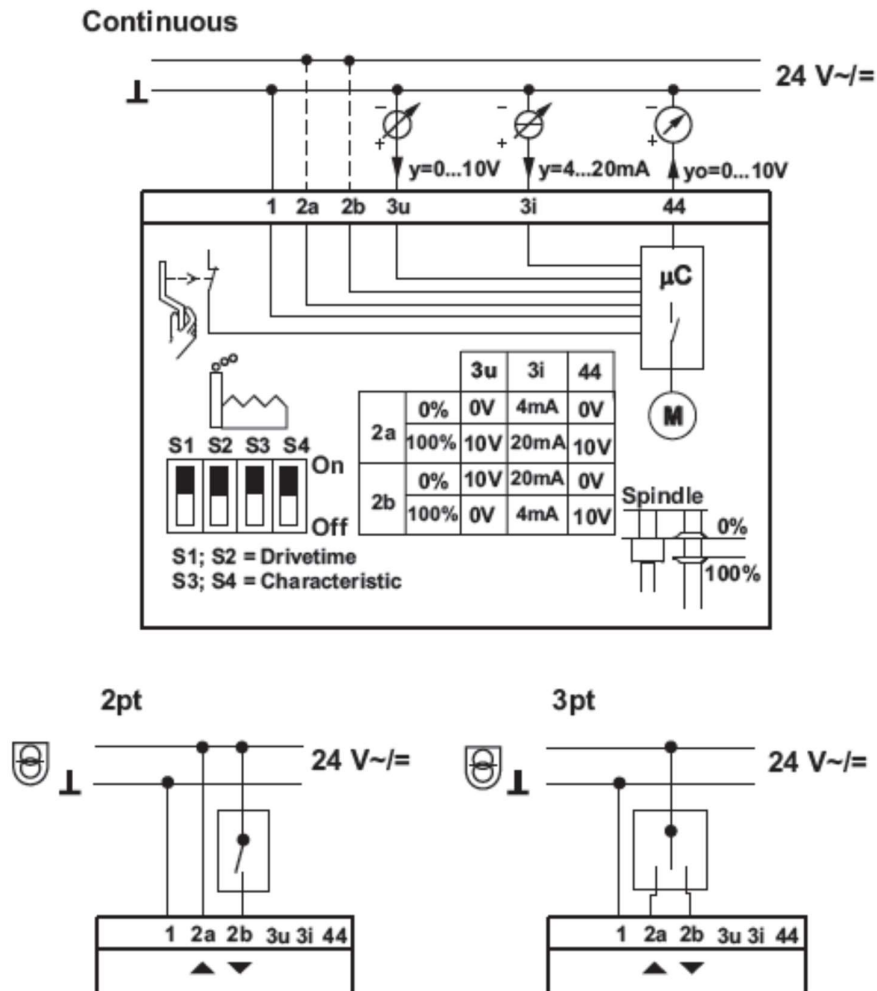 Continuous
24 V~/=
⊥
− − −
+ + +
y=0...10V y=4...20mA yo=0...10V
1 2a 2b 3u 3i 44
µC
3u 3i 44
2a 0% 0V 4mA 0V
100% 10V 20mA 10V
2b 0% 10V 20mA 0V
100% 0V 4mA 10V
M
S1 S2 S3 S4
On
Off
S1; S2 = Drivetime
S3; S4 = Characteristic
Spindle
0%
100%
2pt
24 V~/=
⊥
1 2a 2b 3u 3i 44
▲ ▼
3pt
24 V~/=
⊥
1 2a 2b 3u 3i 44
▲ ▼